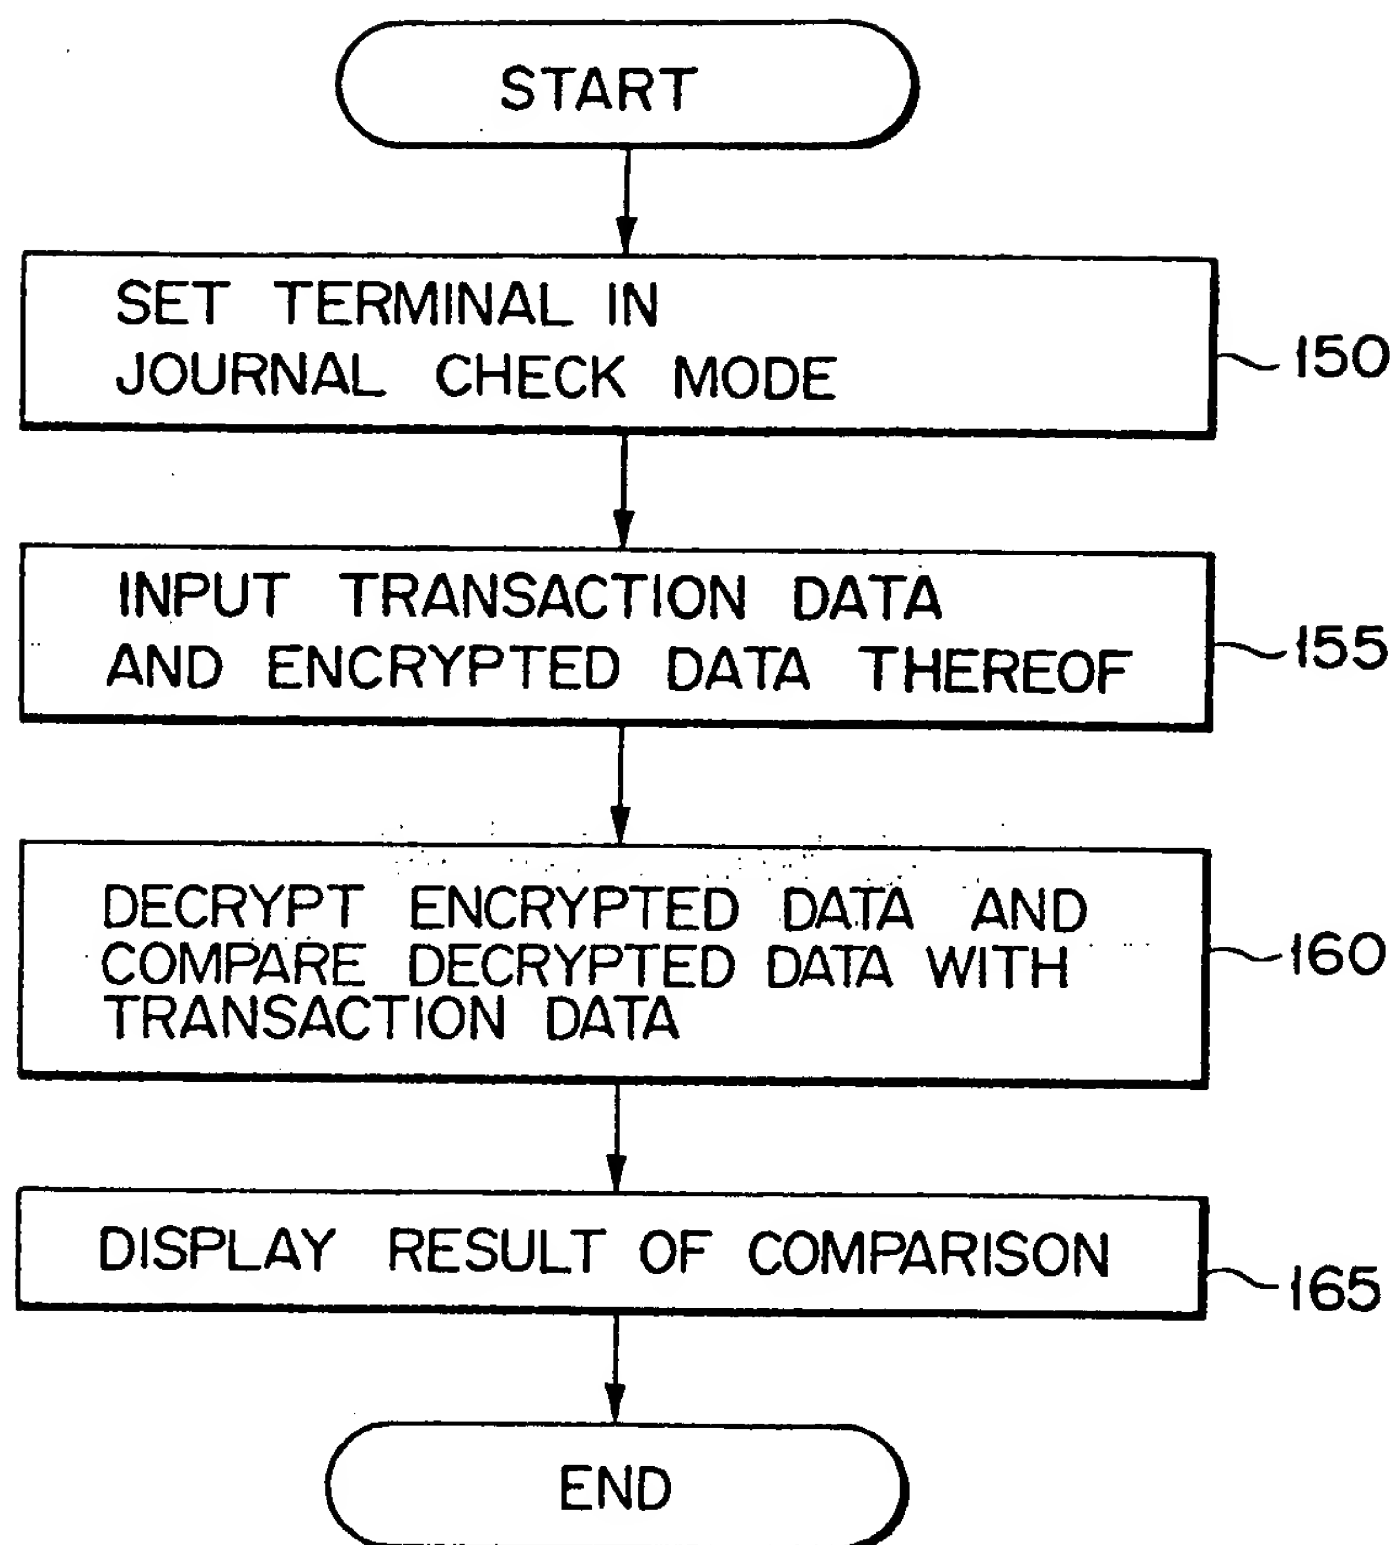 START
SET TERMINAL IN
JOURNAL CHECK MODE
150
INPUT TRANSACTION DATA
AND ENCRYPTED DATA THEREOF
155
DECRYPT ENCRYPTED DATA AND
COMPARE DECRYPTED DATA WITH
TRANSACTION DATA
160
DISPLAY RESULT OF COMPARISON
165
END